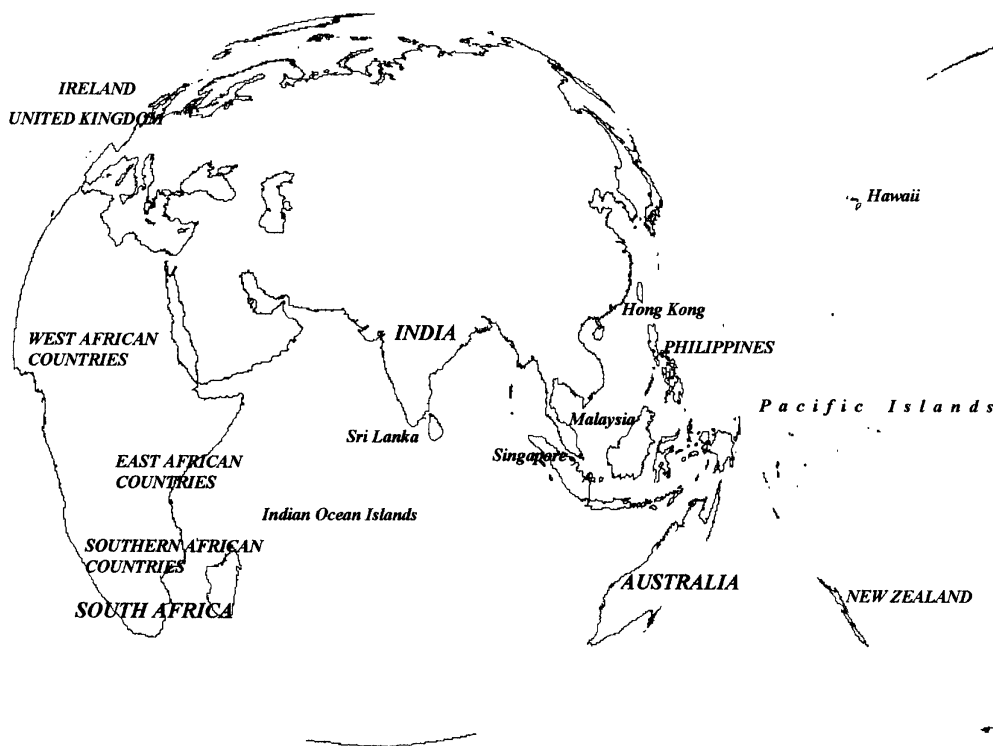 IRELAND
UNITED KINGDOM
Hawaii
Hong Kong
WEST AFRICAN
COUNTRIES
INDIA
PHILIPPINES
Pacific Islands
Malaysia
Sri Lanka
Singapore
EAST AFRICAN
COUNTRIES
Indian Ocean Islands
SOUTHERN AFRICAN
COUNTRIES
AUSTRALIA
NEW ZEALAND
SOUTH AFRICA